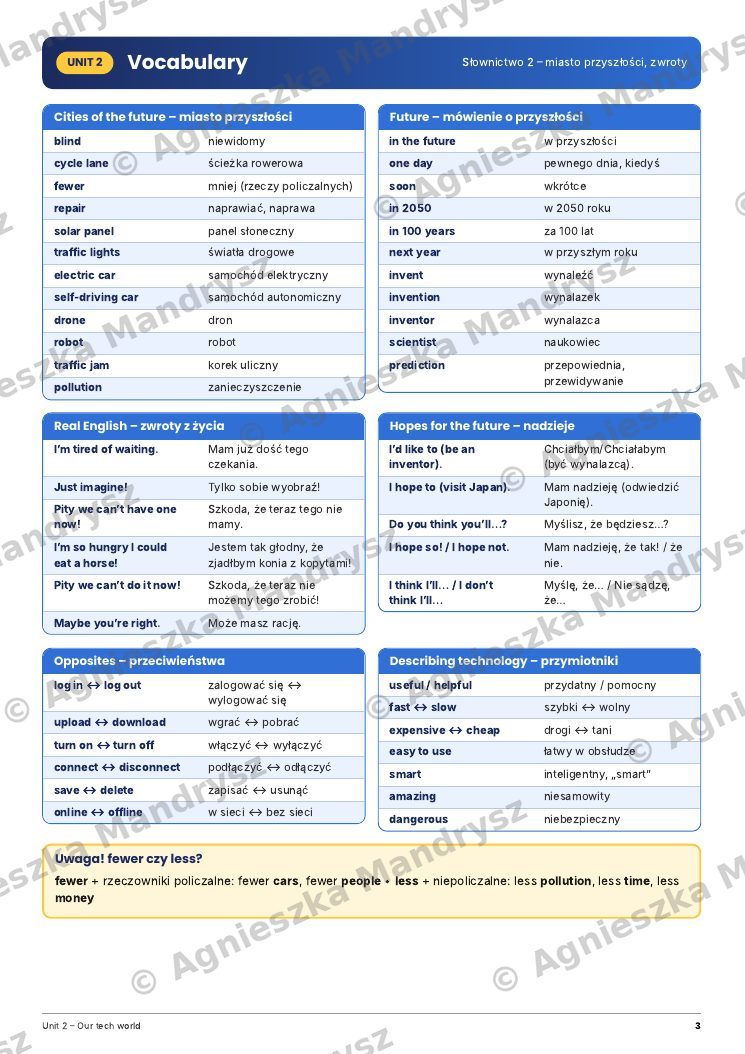 UNIT 2 Vocabulary Słownictwo 2 – miasto przyszłości, zwroty
Cities of the future – miasto przyszłości
blind niewidomy
cycle lane ścieżka rowerowa
fewer mniej (rzeczy policzalnych)
repair naprawiać, naprawa
solar panel panel słoneczny
traffic lights światła drogowe
electric car samochód elektryczny
self-driving car samochód autonomiczny
drone dron
robot robot
traffic jam korek uliczny
pollution zanieczyszczenie
Future – mówienie o przyszłości
in the future w przyszłości
one day pewnego dnia, kiedyś
soon wkrótce
in 2050 w 2050 roku
in 100 years za 100 lat
next year w przyszłym roku
invent wynaleźć
invention wynalazek
inventor wynalazca
scientist naukowiec
prediction przepowiednia,
przewidywanie
Real English – zwroty z życia
I'm tired of waiting. Mam już dość tego
czekania.
Just imagine! Tylko sobie wyobraź!
Pity we can't have one Szkoda, że teraz tego nie
now! mamy.
I'm so hungry I could Jestem tak głodny, że
eat a horse! zjadłbym konia z kopytami!
Pity we can't do it now! Szkoda, że teraz nie
możemy tego zrobić!
Maybe you're right. Może masz rację.
Hopes for the future – nadzieje
I'd like to (be an Chciałbym/Chciałabym
inventor). (być wynalazcą).
I hope to (visit Japan). Mam nadzieję (odwiedzić
Japonię).
Do you think you'll...? Myślisz, że będziesz...?
I hope so! / I hope not. Mam nadzieję, że tak! / że
nie.
I think I'll... / I don't Myślę, że... / Nie sądzę,
think I'll... że...
Opposites – przeciwieństwa
log in ↔ log out zalogować się ↔
wylogować się
upload ↔ download wgrać ↔ pobrać
turn on ↔ turn off włączyć ↔ wyłączyć
connect ↔ disconnect podłączyć ↔ odłączyć
save ↔ delete zapisać ↔ usunąć
online ↔ offline w sieci ↔ bez sieci
Describing technology – przymiotniki
useful / helpful przydatny / pomocny
fast ↔ slow szybki ↔ wolny
expensive ↔ cheap drogi ↔ tani
easy to use łatwy w obsłudze
smart inteligentny, „smart”
amazing niesamowity
dangerous niebezpieczny
Uwaga! fewer czy less?
fewer + rzeczowniki policzalne: fewer cars, fewer people • less + niepoliczalne: less pollution, less time, less
money
Unit 2 – Our tech world 3
© Agnieszka Mandrysz